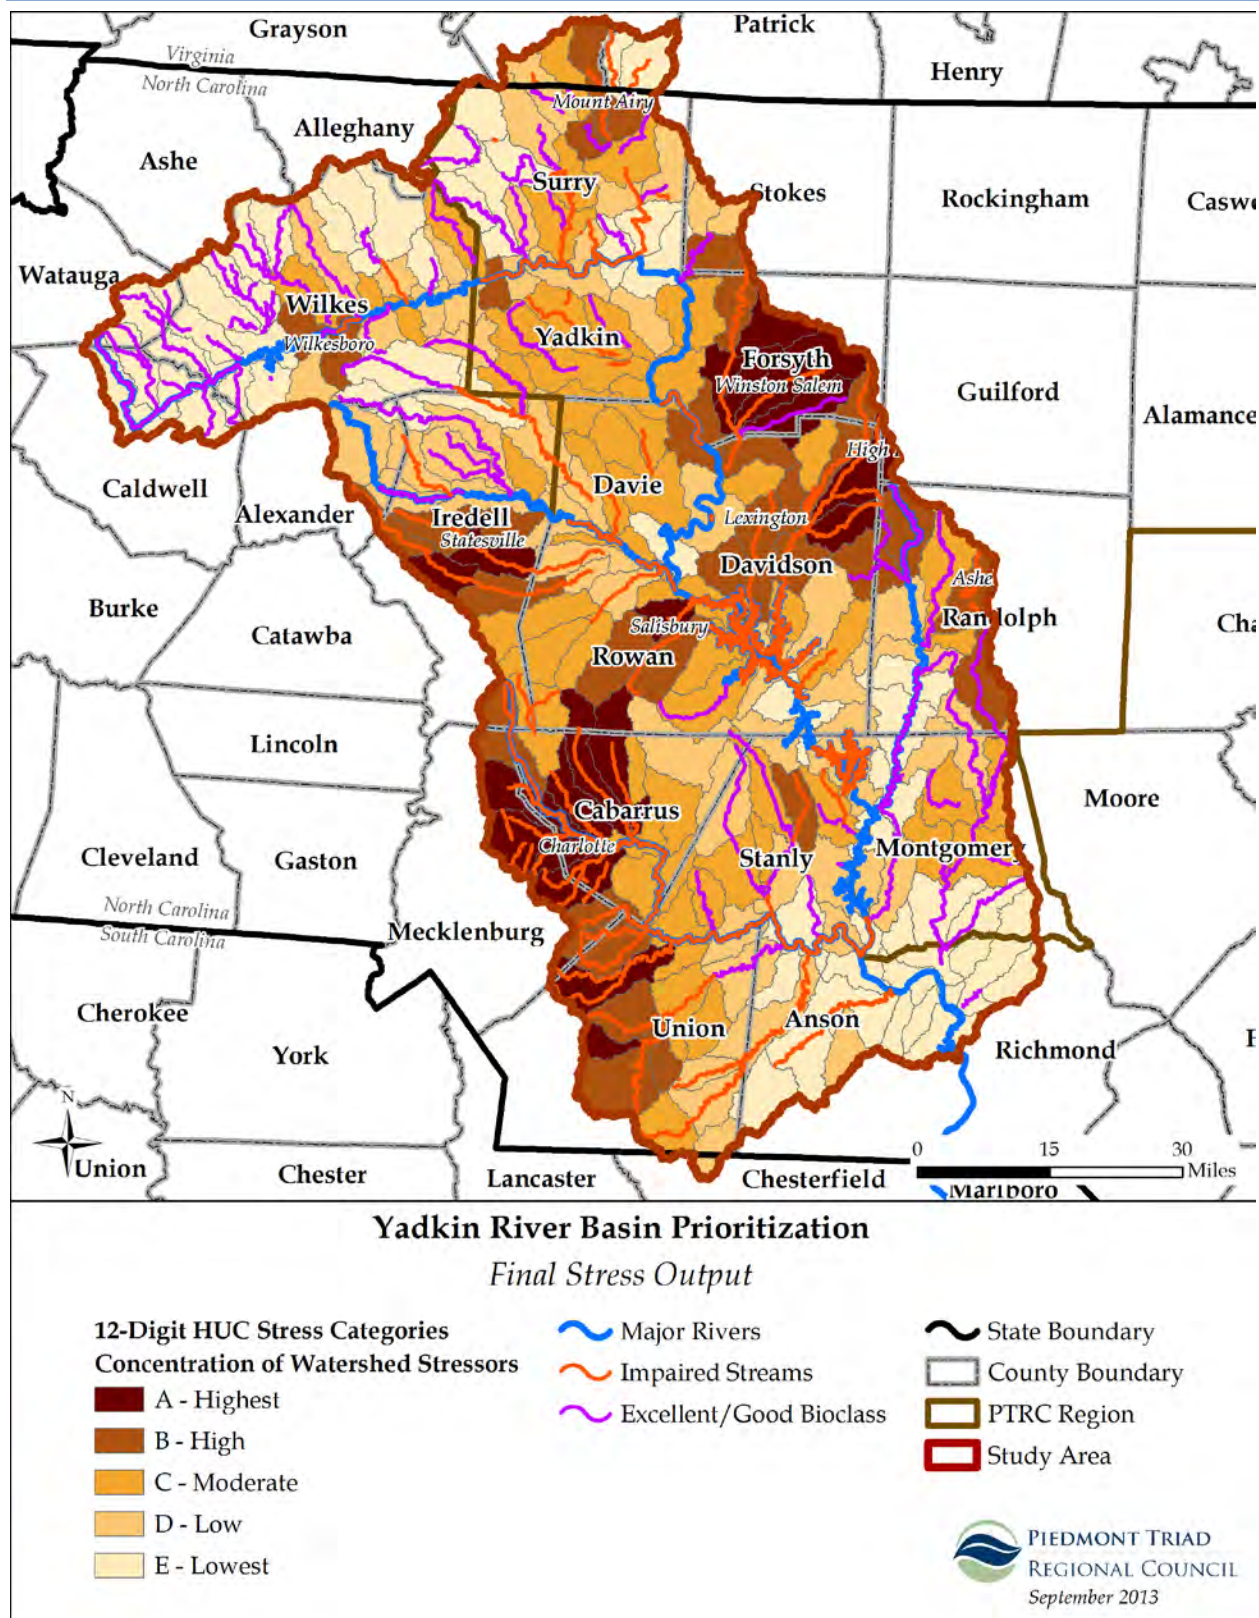 Grayson
Patrick
Virginia
Henry
North Carolina
Mount Airy
Alleghany
Ashe
Surry
Stokes
Rockingham
Caswe
Watauga
Wilkes
Wilkesboro
Yadkin
Forsyth
Winston Salem
Guilford
Alamance
High
Caldwell
Davie
Alexander
Iredell
Statesville
Lexington
Davidson
Ashe
Burke
Randolph
Catawba
Salisbury
Cha
Rowan
Lincoln
Moore
Cabarrus
Charlotte
Cleveland
Gaston
Stanly
Montgomery
North Carolina
South Carolina
Mecklenburg
Cherokee
Union
Anson
York
Richmond
N
0 15 30
Miles
Union
Chester
Lancaster
Chesterfield
Marlboro
Yadkin River Basin Prioritization
Final Stress Output
12-Digit HUC Stress Categories
Concentration of Watershed Stressors
A - Highest
B - High
C - Moderate
D - Low
E - Lowest
Major Rivers
Impaired Streams
Excellent/Good Bioclass
State Boundary
County Boundary
PTRC Region
Study Area
PIEDMONT TRIAD
REGIONAL COUNCIL
September 2013